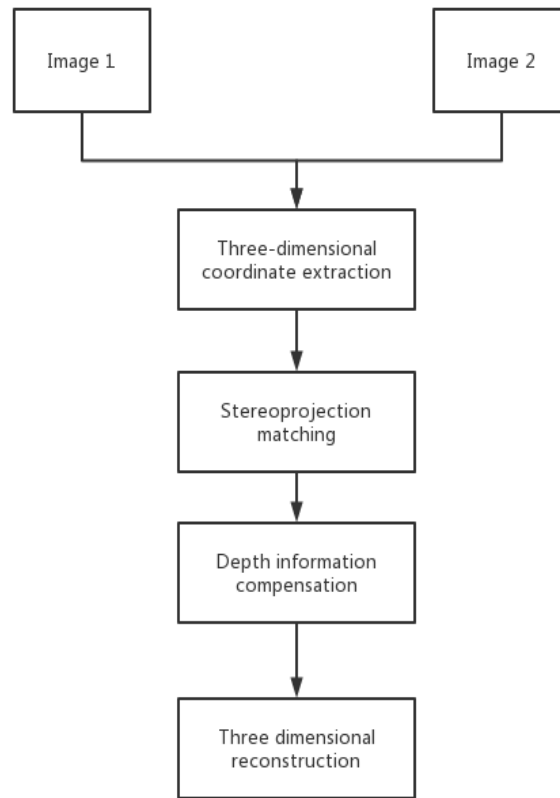 Image 1
Image 2
Three-dimensional
coordinate extraction
Stereoprojection
matching
Depth information
compensation
Three dimensional
reconstruction